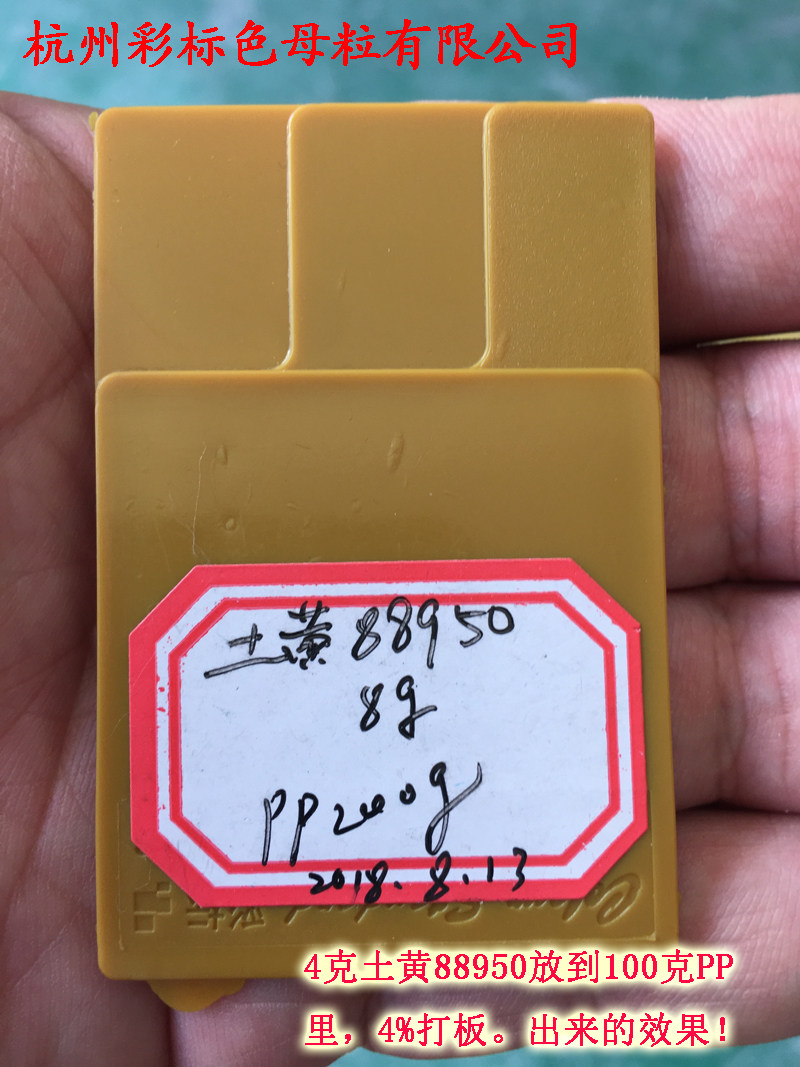 杭州彩标色母粒有限公司
土黄88950
8g
PP200g
2018.8.13
4克土黄88950放到100克PP
里，4%打板。出来的效果！